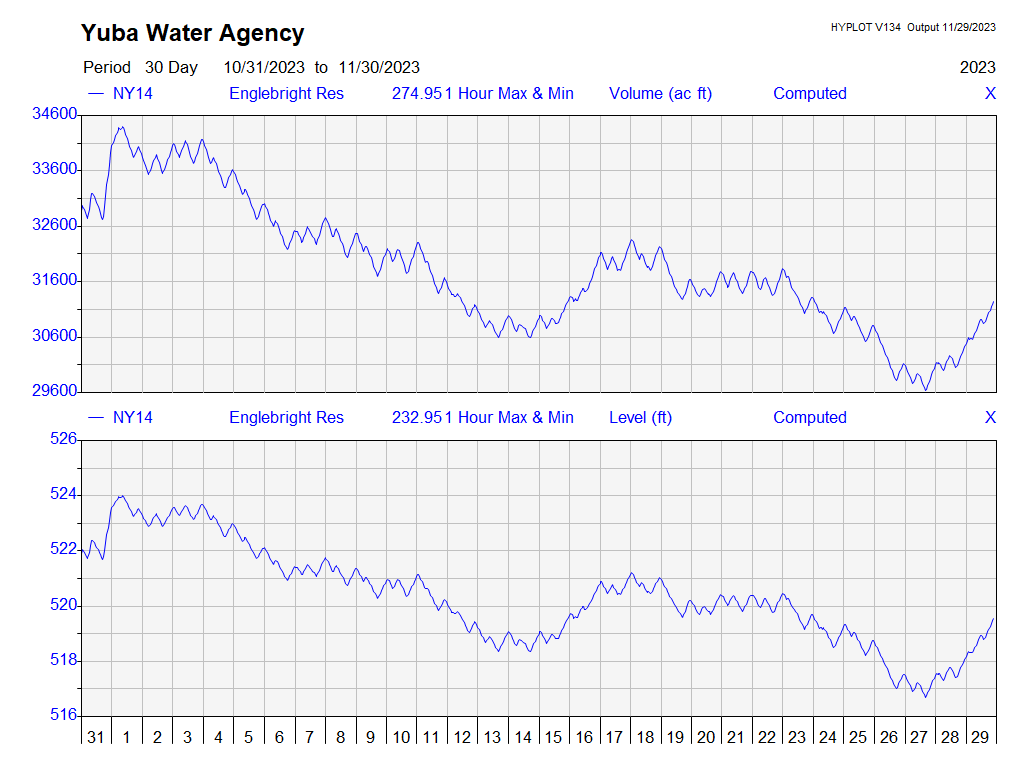 Yuba Water Agency
HYPLOT V134 Output 11/29/2023
Period 30 Day 10/31/2023 to 11/30/2023 2023
— NY14 Englebright Res 274.951 Hour Max & Min Volume (ac ft) Computed X
34600
33600
32600
31600
30600
29600
— NY14 Englebright Res 232.951 Hour Max & Min Level (ft) Computed X
526
524
522
520
518
516
31 1 2 3 4 5 6 7 8 9 10 11 12 13 14 15 16 17 18 19 20 21 22 23 24 25 26 27 28 29